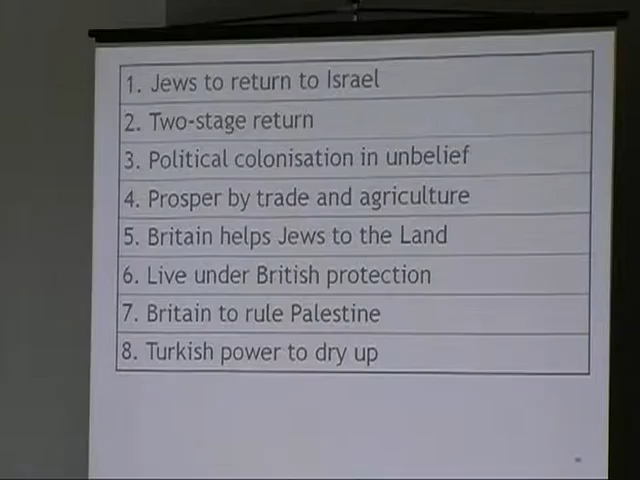 1. Jews to return to Israel
2. Two-stage return
3. Political colonisation in unbelief
4. Prosper by trade and agriculture
5. Britain helps Jews to the Land
6. Live under British protection
7. Britain to rule Palestine
8. Turkish power to dry up